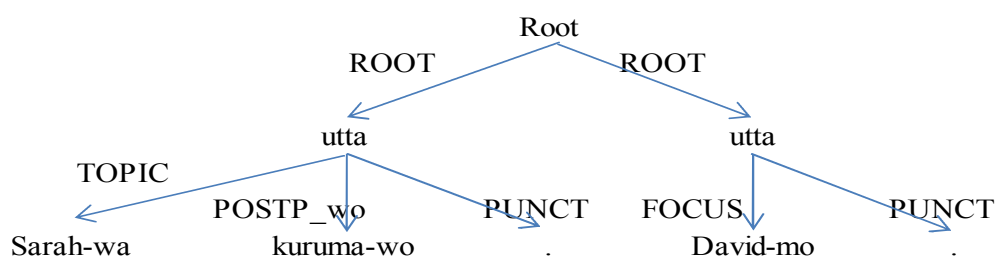 Root
ROOT ROOT
utta utta
TOPIC
POSTP_wo PUNCT FOCUS PUNCT
Sarah-wa kuruma-wo . David-mo .